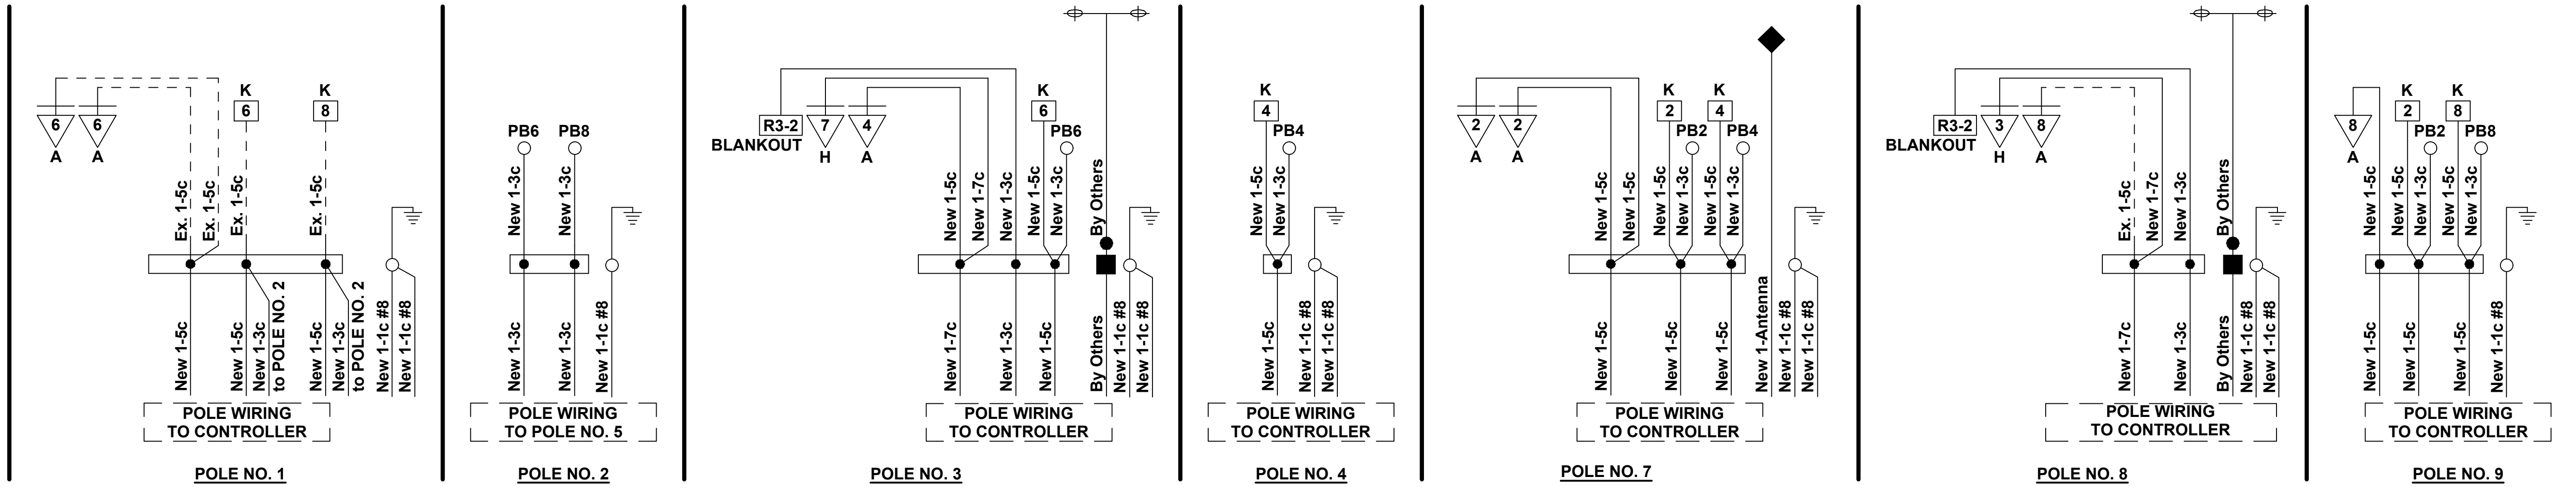 6 6
A A
K
6
K
8
Ex. 1-5c
Ex. 1-5c
Ex. 1-5c
Ex. 1-5c
New 1-5c
New 1-5c
New 1-3c
to POLE NO. 2
New 1-5c
New 1-3c
to POLE NO. 2
New 1-1c #8
New 1-1c #8
POLE WIRING
TO CONTROLLER
POLE NO. 1
PB6 PB8
New 1-3c
New 1-3c
New 1-3c
New 1-3c
New 1-1c #8
POLE WIRING
TO POLE NO. 5
POLE NO. 2
R3-2
BLANKOUT
7 4
H A
K
6
PB6
New 1-5c
New 1-7c
New 1-3c
New 1-5c
New 1-3c
By Others
New 1-7c
New 1-3c
New 1-5c
By Others
New 1-1c #8
New 1-1c #8
POLE WIRING
TO CONTROLLER
POLE NO. 3
K
4
PB4
New 1-5c
New 1-3c
New 1-5c
New 1-1c #8
New 1-1c #8
POLE WIRING
TO CONTROLLER
POLE NO. 4
2 2
A A
K
2
PB2
K
4
PB4
New 1-5c
New 1-5c
New 1-5c
New 1-3c
New 1-5c
New 1-3c
New 1-5c
New 1-5c
New 1-5c
New 1-Antenna
New 1-1c #8
New 1-1c #8
POLE WIRING
TO CONTROLLER
POLE NO. 7
R3-2
BLANKOUT
3 8
H A
Ex. 1-5c
New 1-7c
New 1-3c
By Others
New 1-7c
New 1-3c
By Others
New 1-1c #8
New 1-1c #8
POLE WIRING
TO CONTROLLER
POLE NO. 8
8
A
K
2
PB2
K
8
PB8
New 1-5c
New 1-5c
New 1-3c
New 1-5c
New 1-3c
New 1-5c
New 1-5c
New 1-5c
New 1-1c #8
POLE WIRING
TO CONTROLLER
POLE NO. 9